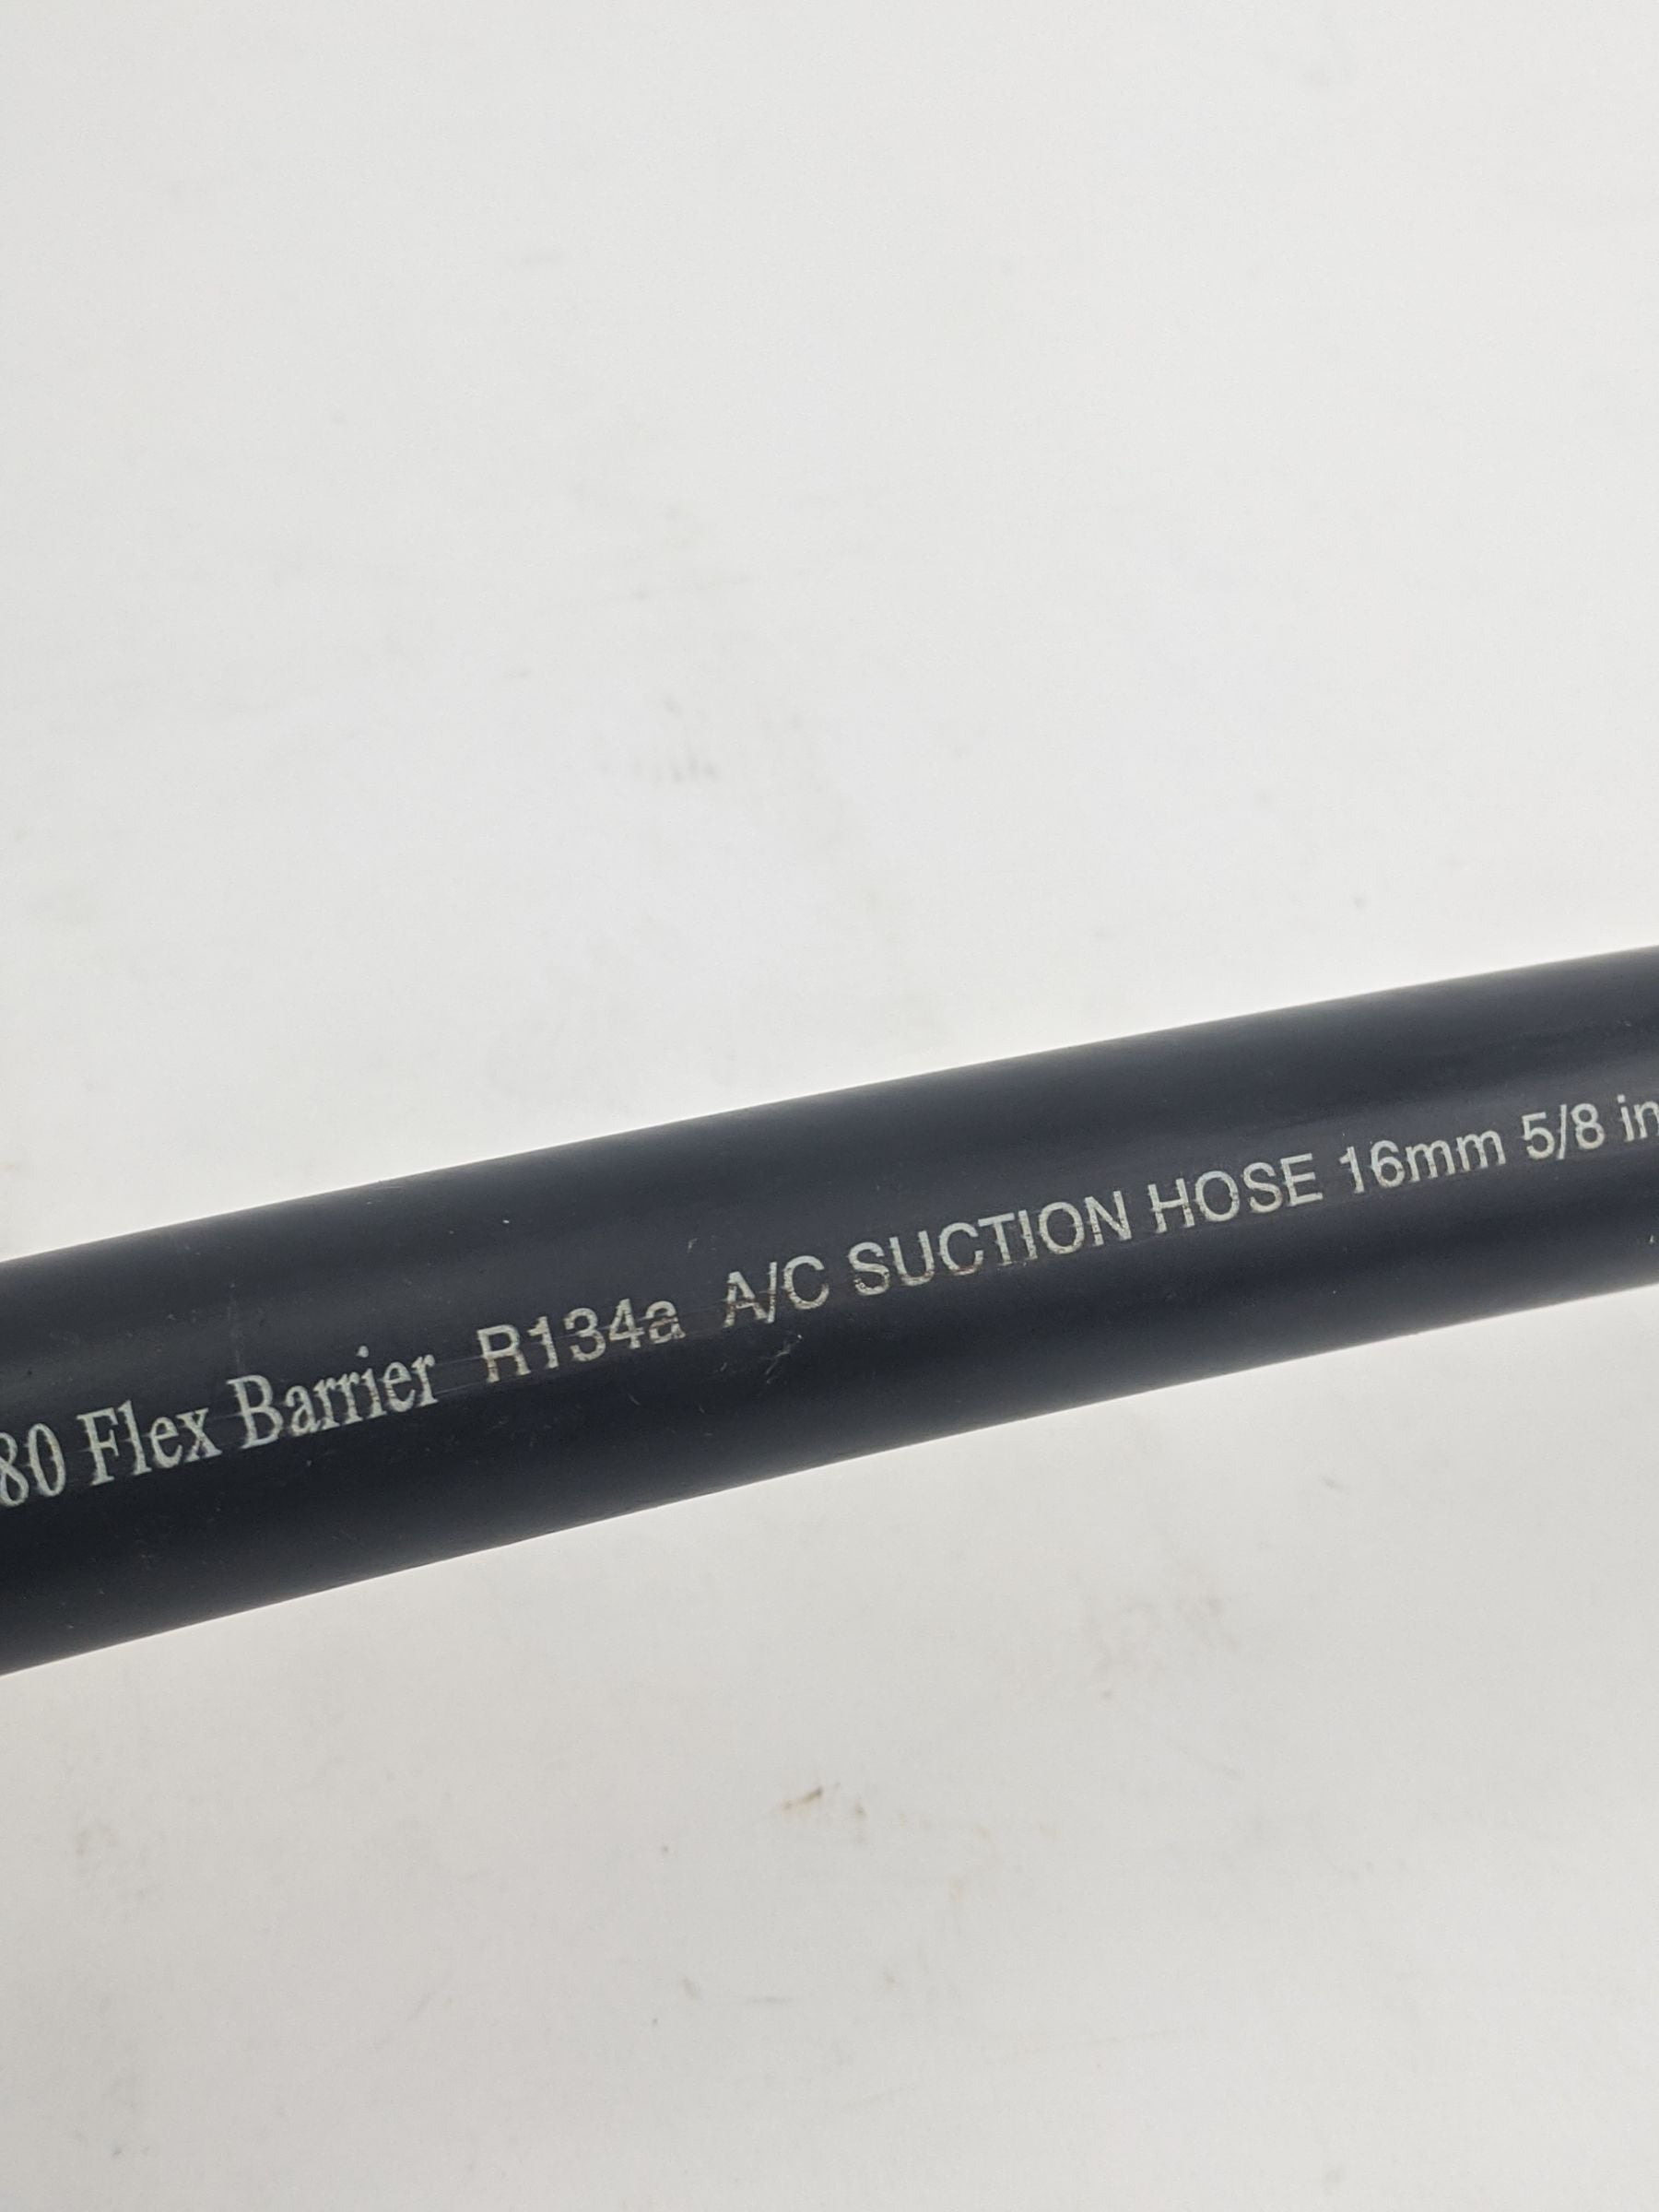 80 Flex Barrier R134a A/C SUCTION HOSE 16mm 5/8 in